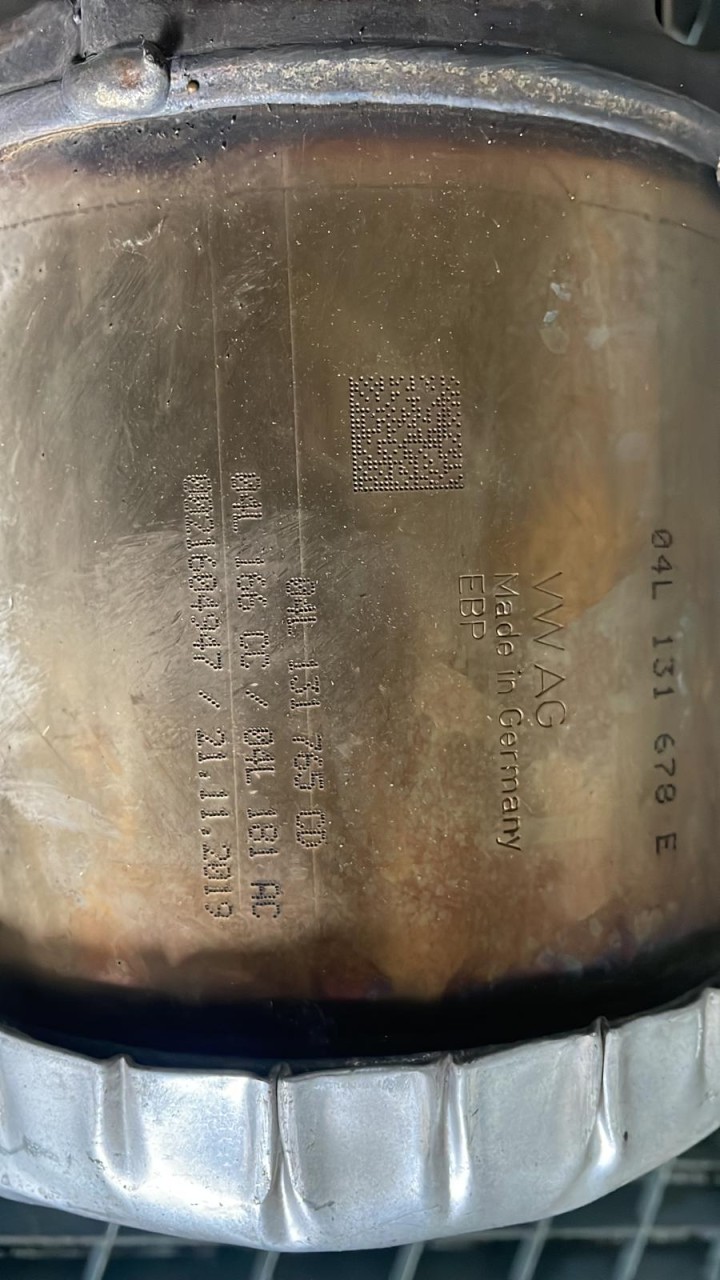 04L 131 678 E
VW AG
Made in Germany
EBP
04L 131 765 CD
04L 166 CC / 04L 181 AC
0021604947 / 21.11.2019